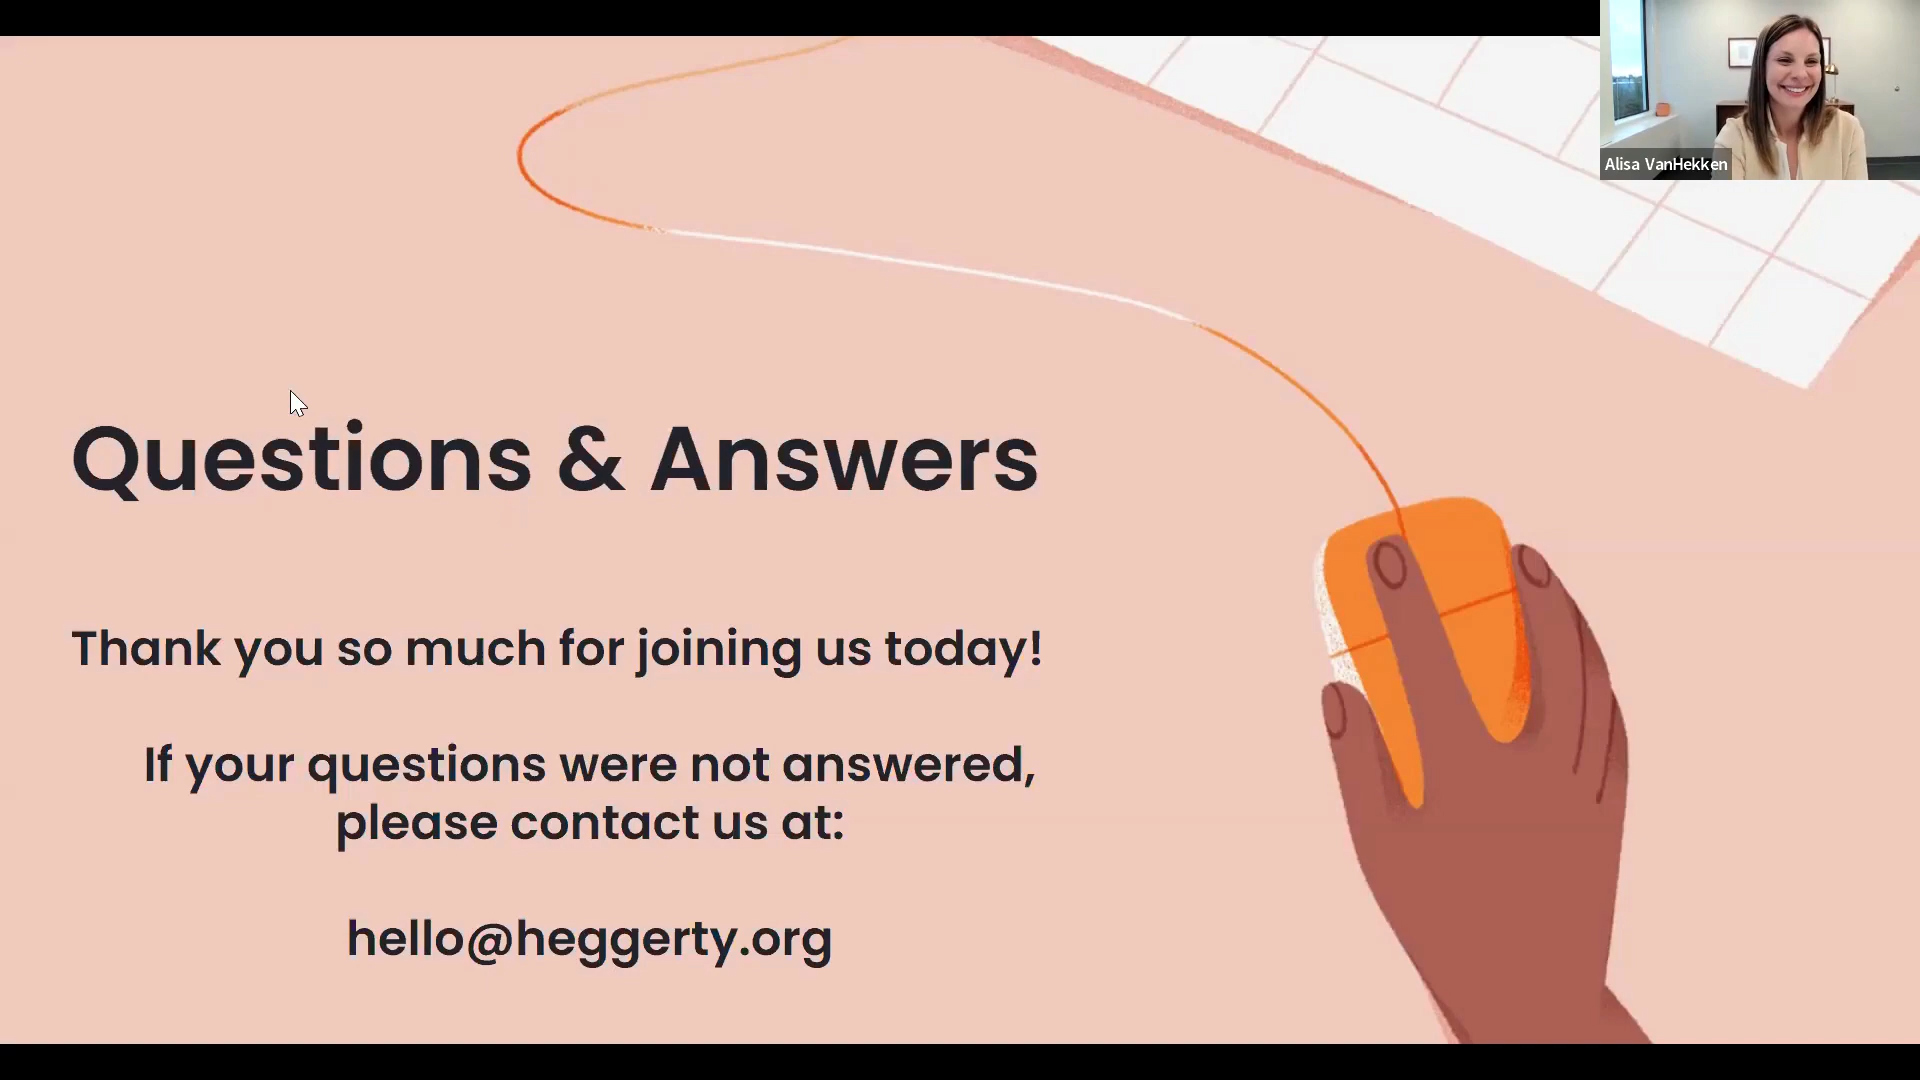 Alisa VanHekken
Questions & Answers
Thank you so much for joining us today!
If your questions were not answered,
please contact us at:
hello@heggerty.org